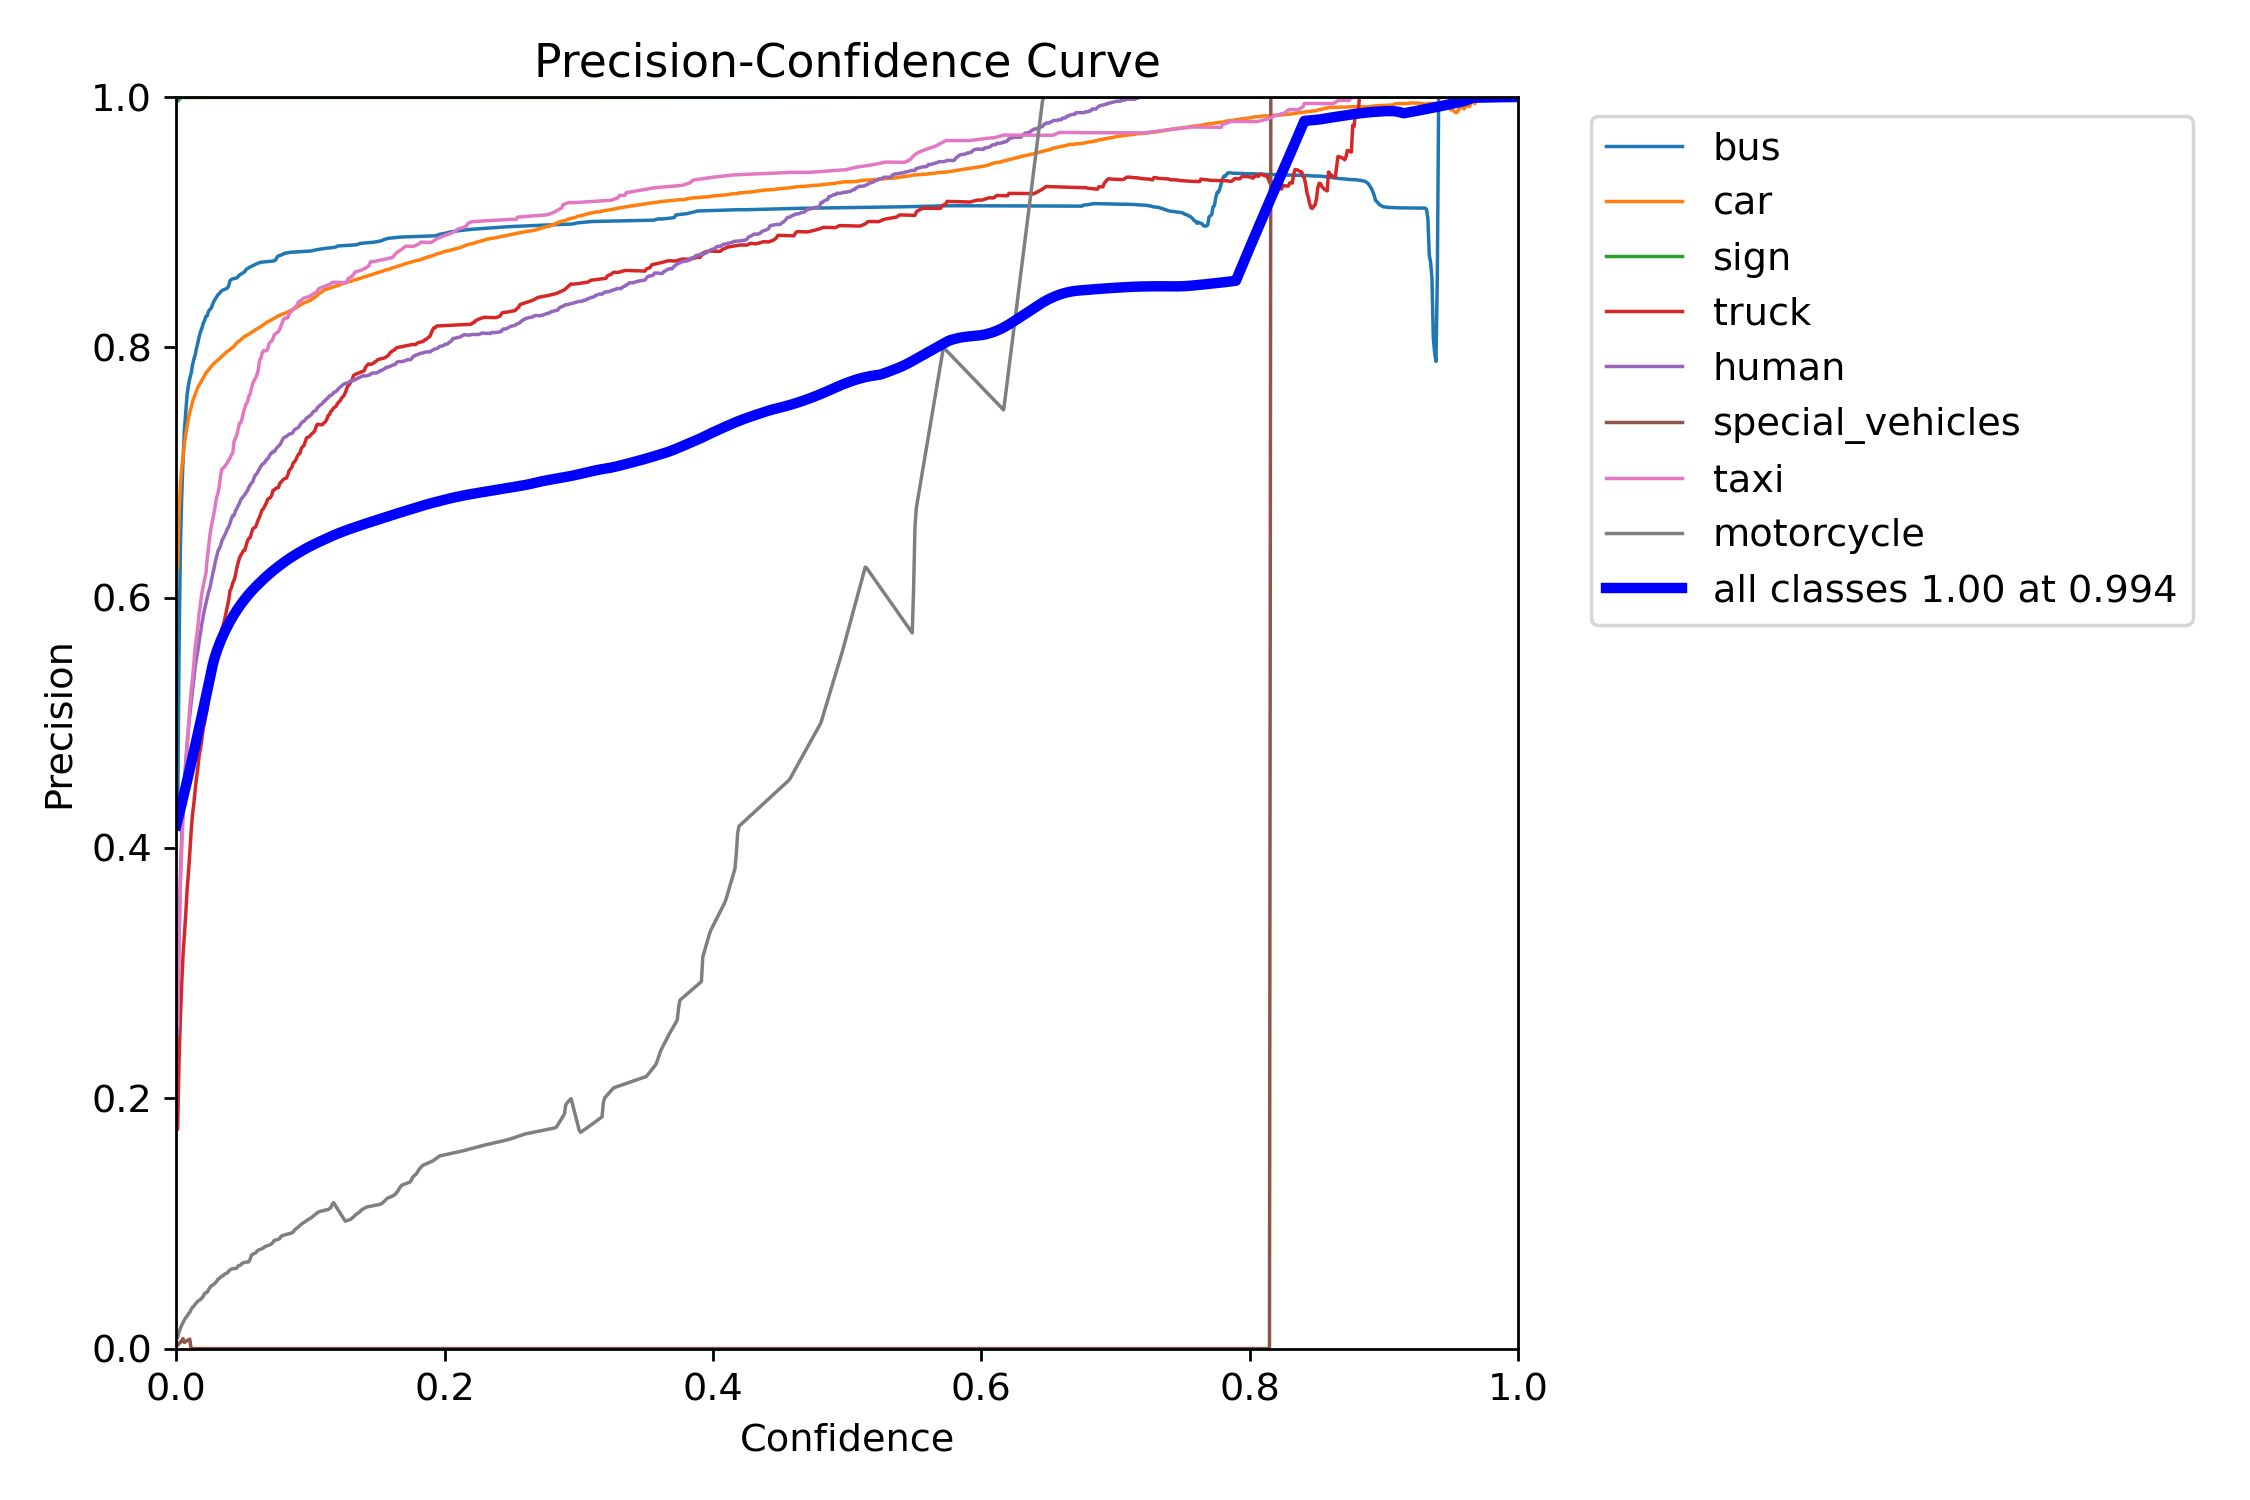 Precision-Confidence Curve
1.0
0.8
0.6
0.4
0.2
0.0
Precision
0.0 0.2 0.4 0.6 0.8 1.0
Confidence
bus
car
sign
truck
human
special_vehicles
taxi
motorcycle
all classes 1.00 at 0.994